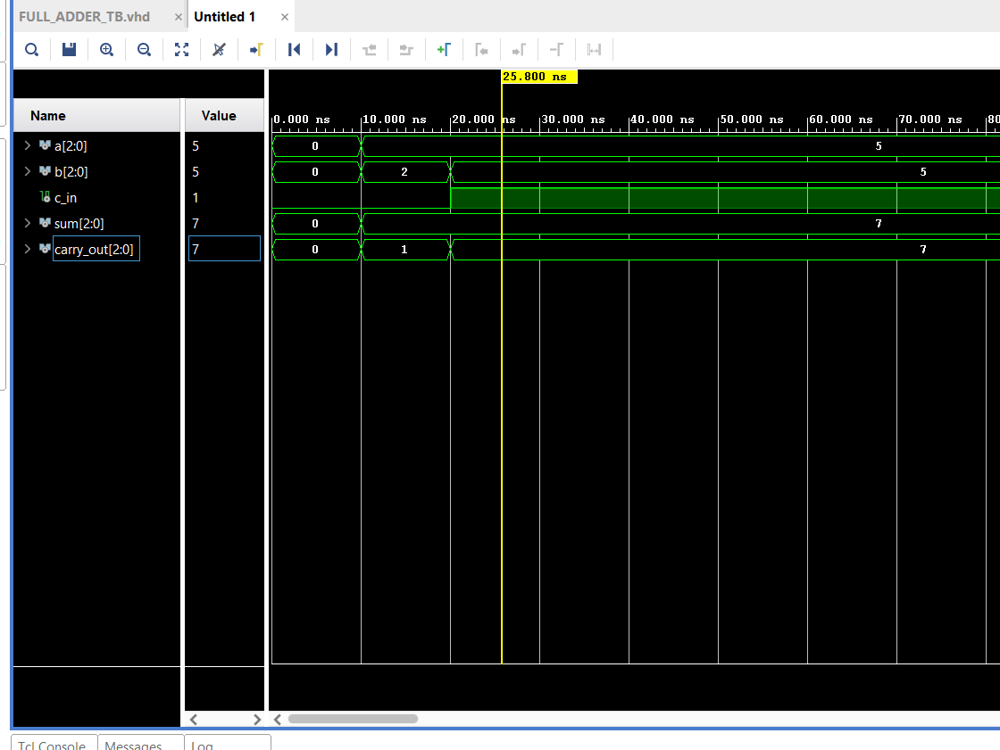 FULL_ADDER_TB.vhd × Untitled 1 ×
25.800 ns
Name Value
0.000 ns 10.000 ns 20.000 ns 30.000 ns 40.000 ns 50.000 ns 60.000 ns 70.000 ns 80
a[2:0] 5 0 5
b[2:0] 5 0 2 5
c_in 1
sum[2:0] 7 0 7
carry_out[2:0] 7 0 1 7
Tcl Console Messages Log